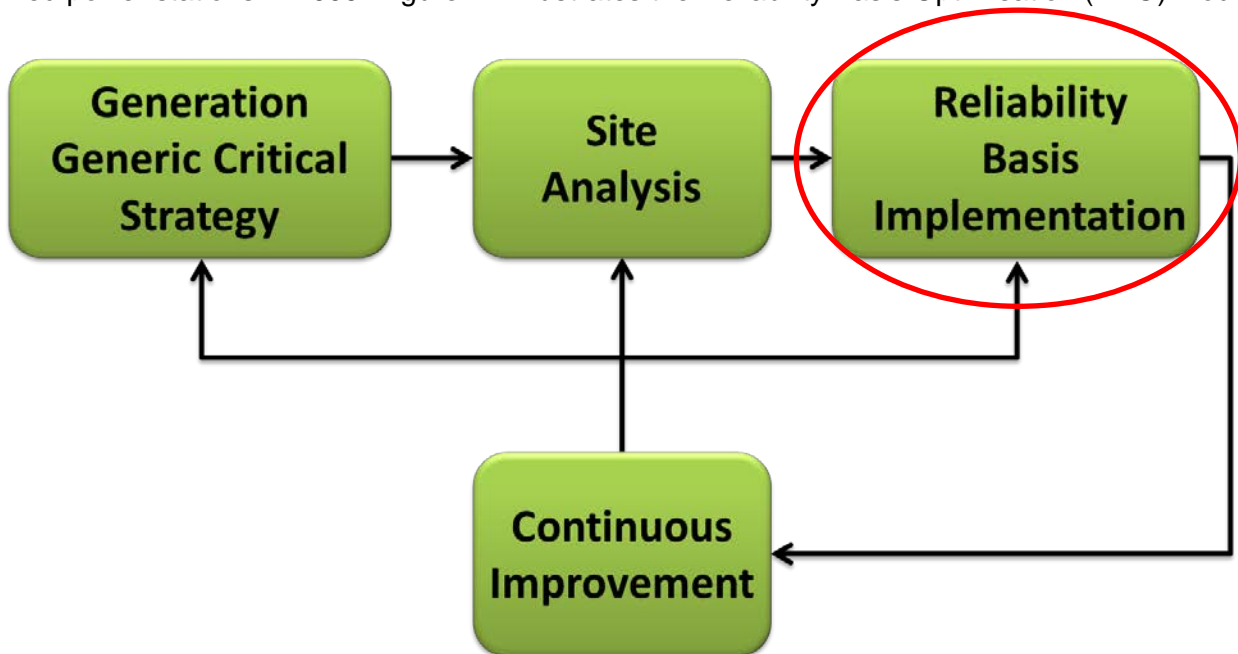 Generation
Generic Critical
Strategy
Site
Analysis
Reliability
Basis
Implementation
Continuous
Improvement